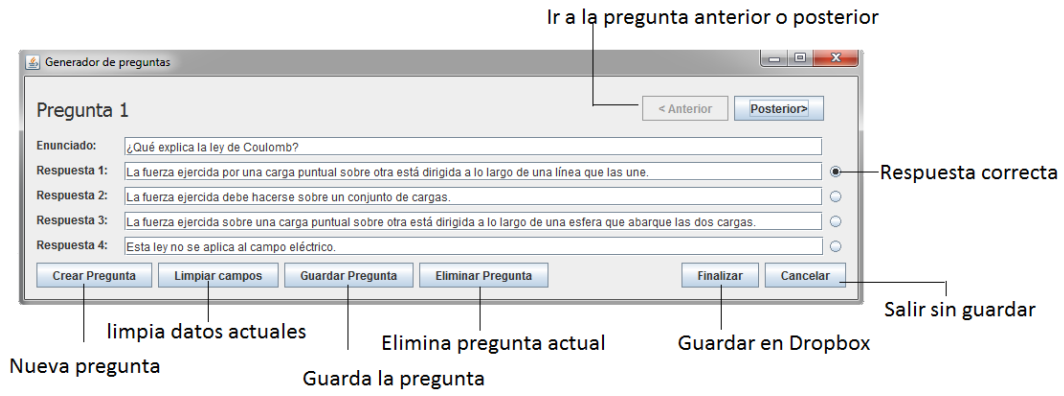 Ir a la pregunta anterior o posterior
Generador de preguntas
Pregunta 1
< Anterior
Posterior>
Enunciado:
¿Qué explica la ley de Coulomb?
Respuesta 1:
La fuerza ejercida por una carga puntual sobre otra está dirigida a lo largo de una línea que las une.
Respuesta correcta
Respuesta 2:
La fuerza ejercida debe hacerse sobre un conjunto de cargas.
Respuesta 3:
La fuerza ejercida sobre una carga puntual sobre otra está dirigida a lo largo de una esfera que abarque las dos cargas.
Respuesta 4:
Esta ley no se aplica al campo eléctrico.
Crear Pregunta
Limpiar campos
Guardar Pregunta
Eliminar Pregunta
Finalizar
Cancelar
Salir sin guardar
limpia datos actuales
Elimina pregunta actual
Guardar en Dropbox
Nueva pregunta
Guarda la pregunta